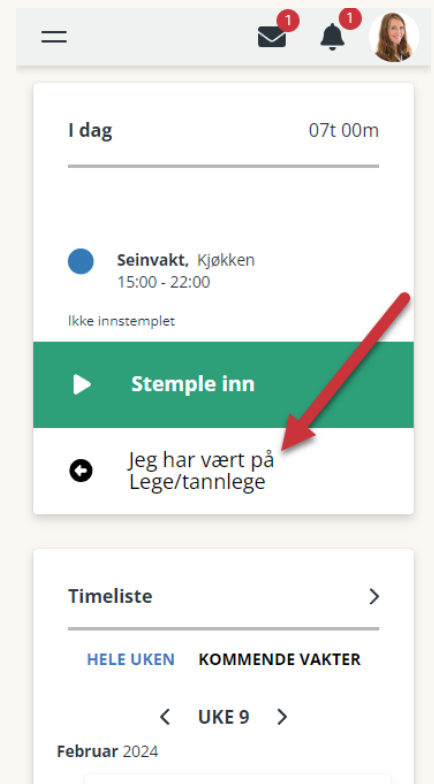 1
1
I dag 07t 00m
Seinvakt, Kjøkken
15:00 - 22:00
Ikke innstemplet
Stemple inn
Jeg har vært på
Lege/tannlege
Timeliste
HELE UKEN KOMMENDE VAKTER
UKE 9
Februar 2024